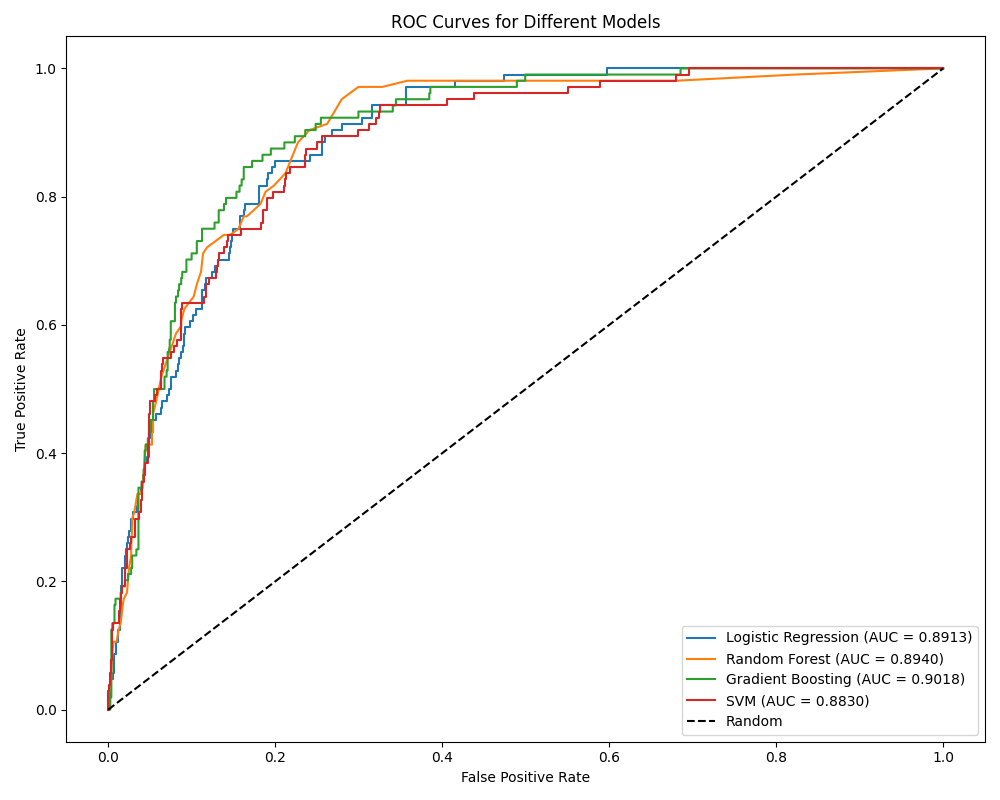 ROC Curves for Different Models
True Positive Rate
1.0
0.8
0.6
0.4
0.2
0.0
Logistic Regression (AUC = 0.8913)
Random Forest (AUC = 0.8940)
Gradient Boosting (AUC = 0.9018)
SVM (AUC = 0.8830)
Random
0.0 0.2 0.4 0.6 0.8 1.0
False Positive Rate